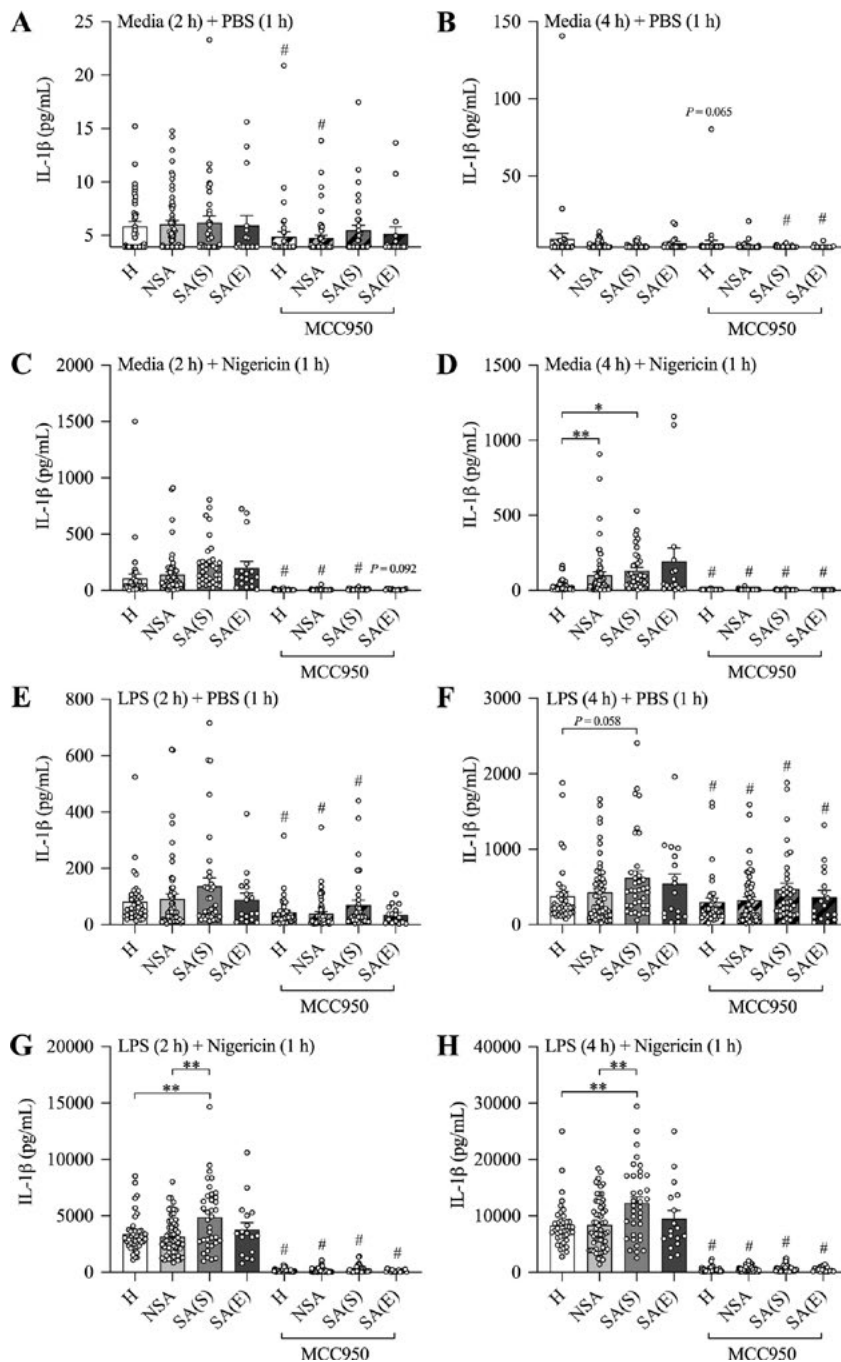 A Media (2 h) + PBS (1 h)
IL-1β (pg/mL)
25
20
15
10
5
#
#
H NSA SA(S) SA(E) H NSA SA(S) SA(E)
MCC950
B Media (4 h) + PBS (1 h)
IL-1β (pg/mL)
150
100
50
P = 0.065
#
#
H NSA SA(S) SA(E) H NSA SA(S) SA(E)
MCC950
C Media (2 h) + Nigericin (1 h)
IL-1β (pg/mL)
2000
1500
1000
500
0
# # # P = 0.092
H NSA SA(S) SA(E) H NSA SA(S) SA(E)
MCC950
D Media (4 h) + Nigericin (1 h)
IL-1β (pg/mL)
1500
1000
500
0
*
**
# # # #
H NSA SA(S) SA(E) H NSA SA(S) SA(E)
MCC950
E LPS (2 h) + PBS (1 h)
IL-1β (pg/mL)
800
600
400
200
0
# # #
H NSA SA(S) SA(E) H NSA SA(S) SA(E)
MCC950
F LPS (4 h) + PBS (1 h)
IL-1β (pg/mL)
3000
2000
1000
0
P = 0.058
# # # #
H NSA SA(S) SA(E) H NSA SA(S) SA(E)
MCC950
G LPS (2 h) + Nigericin (1 h)
IL-1β (pg/mL)
20000
15000
10000
5000
0
**
**
# # # #
H NSA SA(S) SA(E) H NSA SA(S) SA(E)
MCC950
H LPS (4 h) + Nigericin (1 h)
IL-1β (pg/mL)
40000
30000
20000
10000
0
**
**
# # # #
H NSA SA(S) SA(E) H NSA SA(S) SA(E)
MCC950